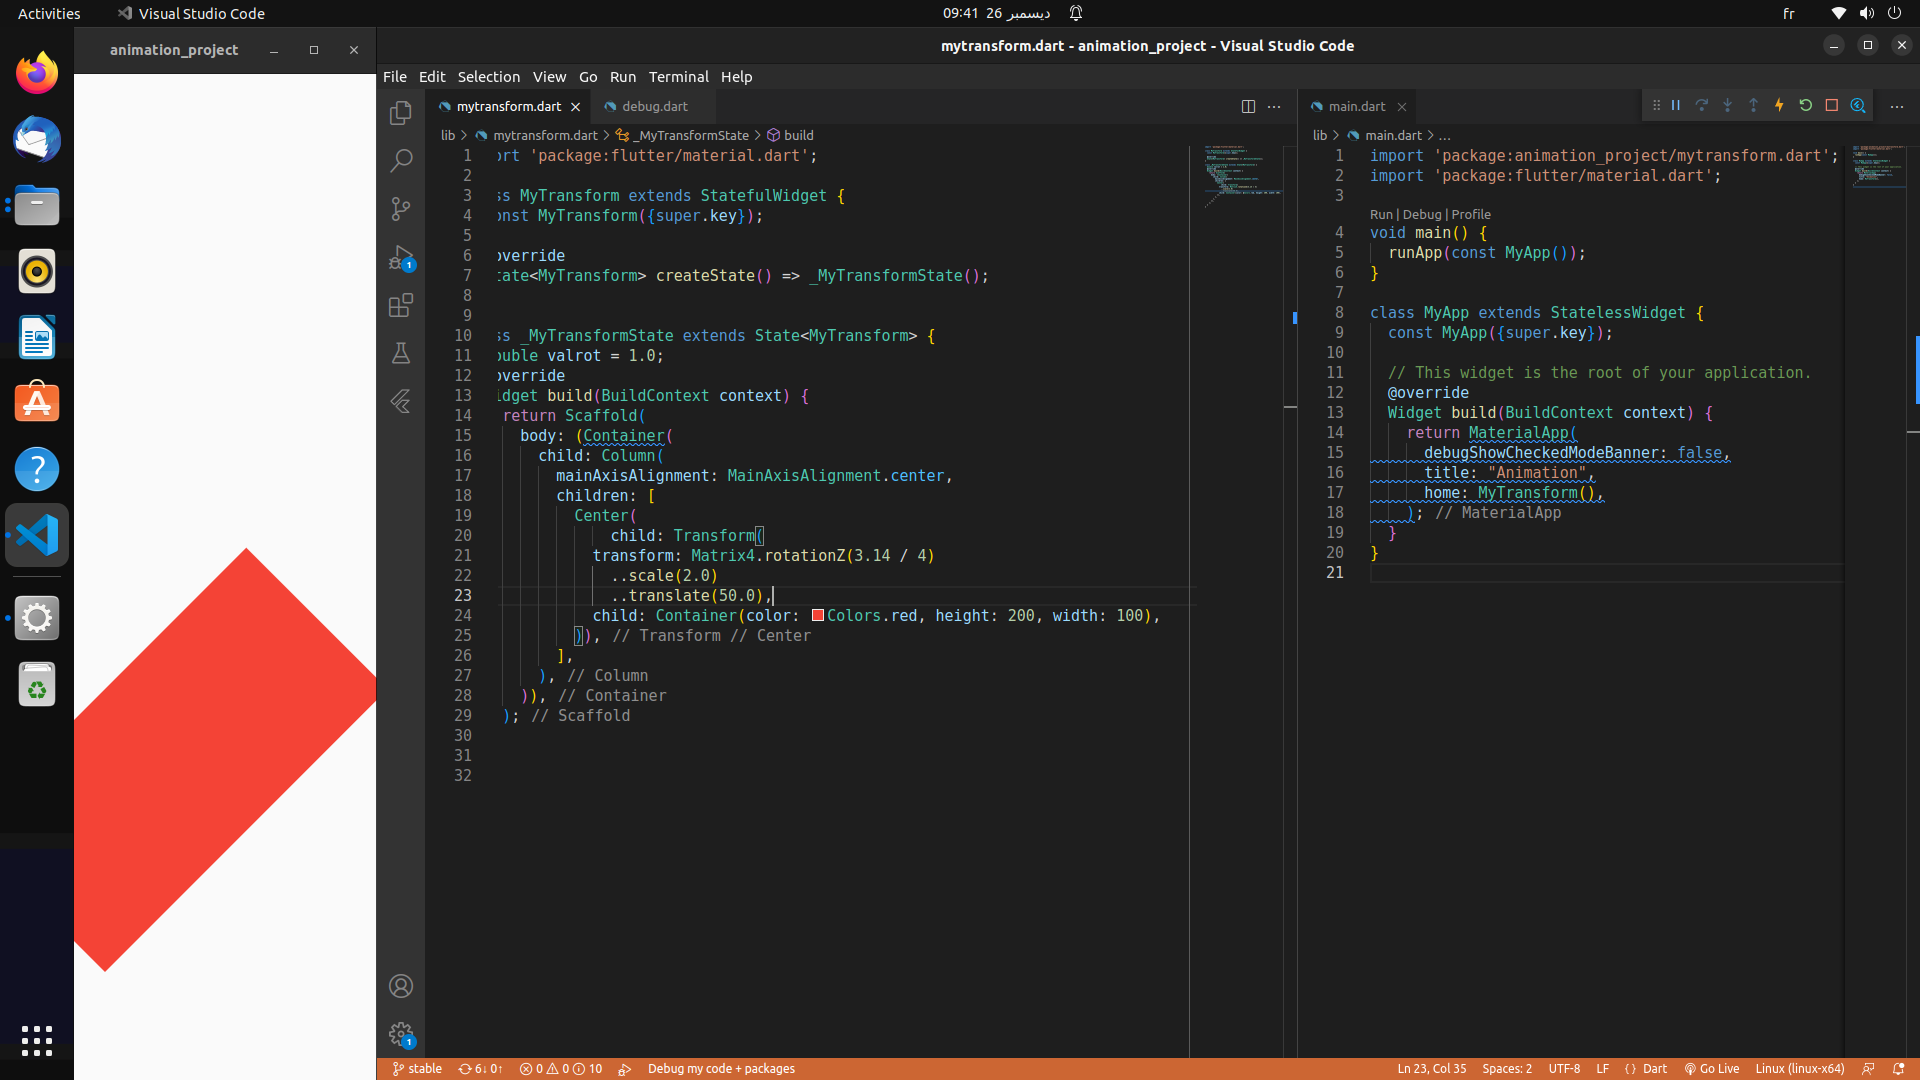 Activities
Visual Studio Code
09:41 26 ديسمبر
fr
animation_project
mytransform.dart - animation_project - Visual Studio Code
File Edit Selection View Go Run Terminal Help
mytransform.dart
debug.dart
lib > mytransform.dart > _MyTransformState > build
1 ort 'package:flutter/material.dart';
2
3 ss MyTransform extends StatefulWidget {
4 onst MyTransform({super.key});
5
6 override
7 tate<MyTransform> createState() => _MyTransformState();
8
9
10 ss _MyTransformState extends State<MyTransform> {
11 ouble valrot = 1.0;
12 override
13 idget build(BuildContext context) {
14 return Scaffold(
15 body: (Container(
16 child: Column(
17 mainAxisAlignment: MainAxisAlignment.center,
18 children: [
19 Center(
20 child: Transform(
21 transform: Matrix4.rotationZ(3.14 / 4)
22 ..scale(2.0)
23 ..translate(50.0),
24 child: Container(color: Colors.red, height: 200, width: 100),
25 )), // Transform // Center
26 ],
27 ), // Column
28 )), // Container
29 ); // Scaffold
30
31
32
main.dart
lib > main.dart > ...
1 import 'package:animation_project/mytransform.dart';
2 import 'package:flutter/material.dart';
3
Run | Debug | Profile
4 void main() {
5 runApp(const MyApp());
6 }
7
8 class MyApp extends StatelessWidget {
9 const MyApp({super.key});
10
11 // This widget is the root of your application.
12 @override
13 Widget build(BuildContext context) {
14 return MaterialApp(
15 debugShowCheckedModeBanner: false,
16 title: "Animation",
17 home: MyTransform(),
18 ); // MaterialApp
19 }
20 }
21
1
1
stable 6↓ 0↑ 0 0 10 Debug my code + packages
Ln 23, Col 35 Spaces: 2 UTF-8 LF {} Dart Go Live Linux (linux-x64)